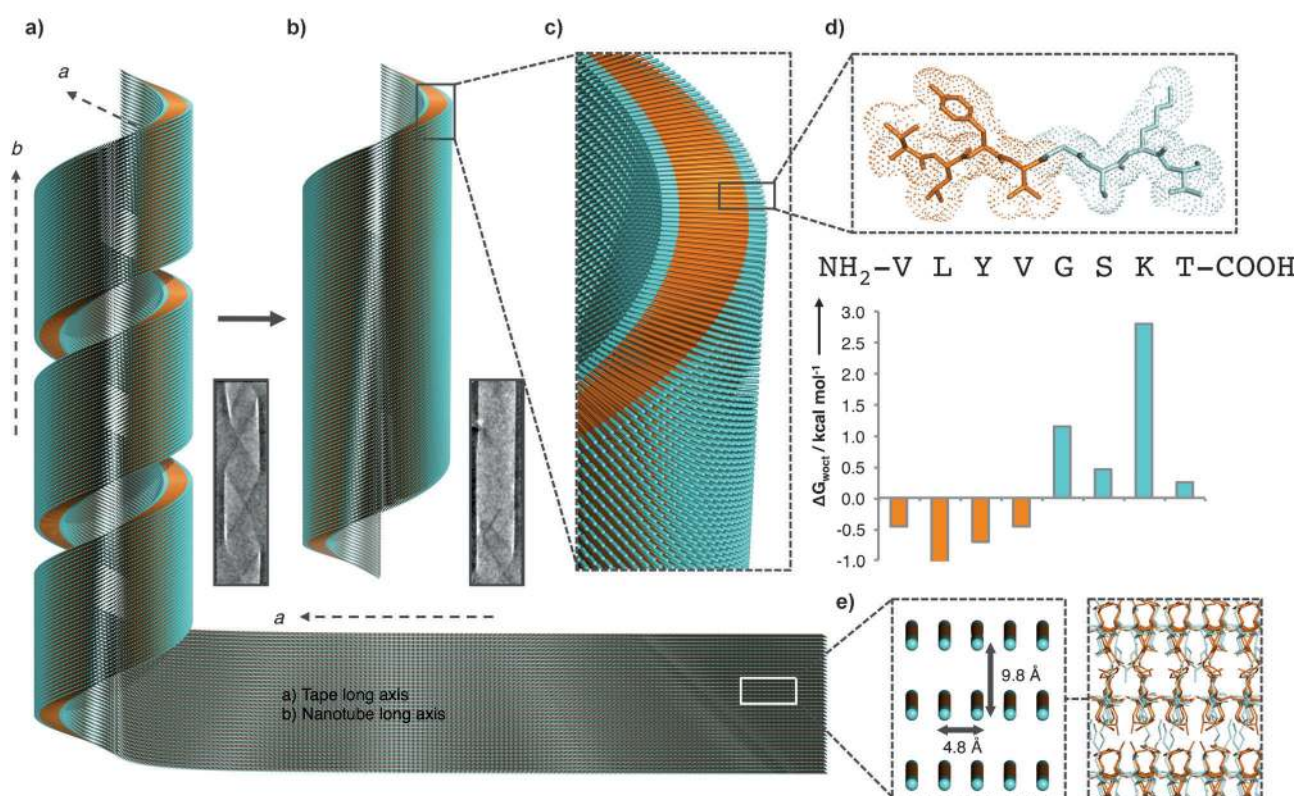 a)
b)
c)
d)
a
b
NH2-V L Y V G S K T-COOH
ΔGwoct / kcal mol-1
3.0
2.5
2.0
1.5
1.0
0.5
0.0
-0.5
-1.0
a
e)
a) Tape long axis
b) Nanotube long axis
9.8 Å
4.8 Å